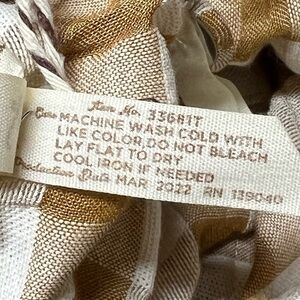 Item No. 33681T
Care MACHINE WASH COLD WITH
LIKE COLOR, DO NOT BLEACH
LAY FLAT TO DRY
COOL IRON IF NEEDED
Production Date MAR 2022 RN 139040